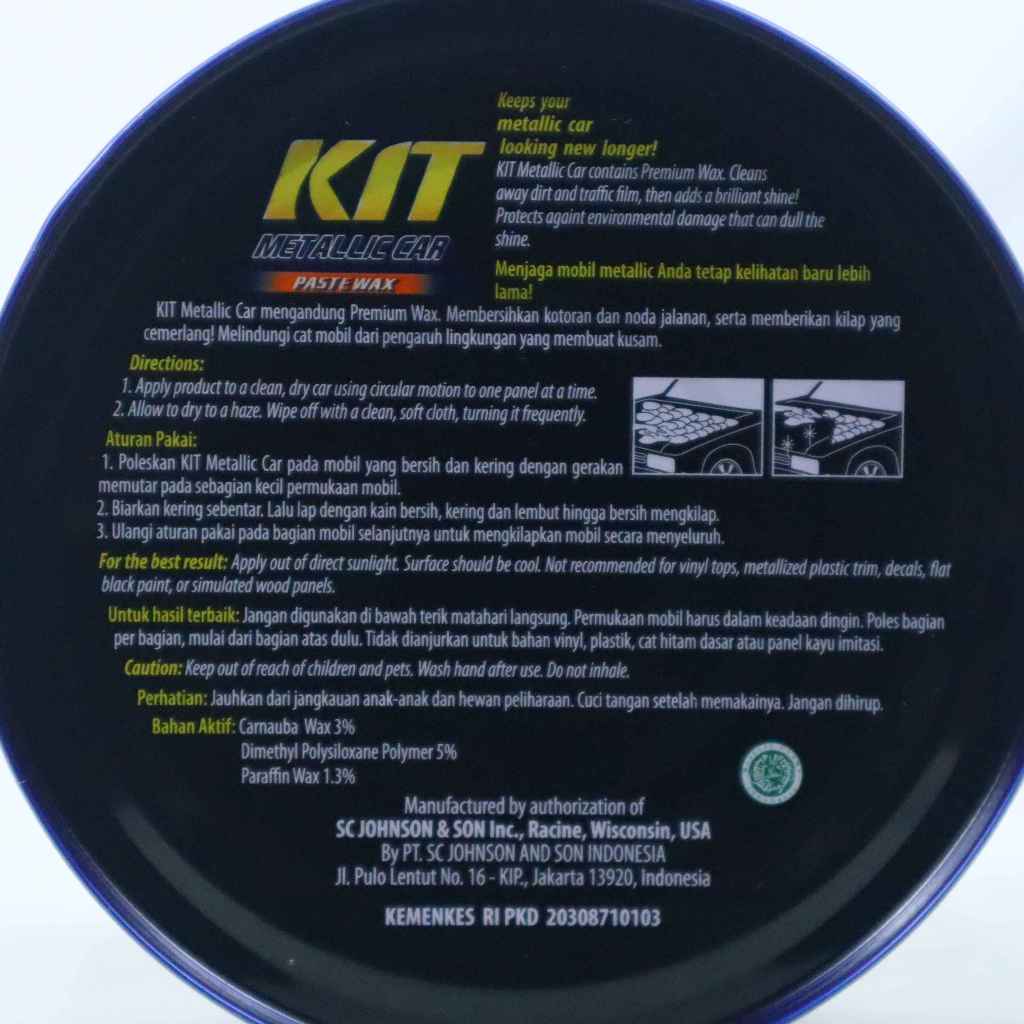 KIT
METALLIC CAR
PASTE WAX
Keeps your
metallic car
looking new longer!
KIT Metallic Car contains Premium Wax. Cleans
away dirt and traffic film, then adds a brilliant shine!
Protects againt environmental damage that can dull the
shine.
Menjaga mobil metallic Anda tetap kelihatan baru lebih
lama!
KIT Metallic Car mengandung Premium Wax. Membersihkan kotoran dan noda jalanan, serta memberikan kilap yang
cemerlang! Melindungi cat mobil dari pengaruh lingkungan yang membuat kusam.
Directions:
1. Apply product to a clean, dry car using circular motion to one panel at a time.
2. Allow to dry to a haze. Wipe off with a clean, soft cloth, turning it frequently.
Aturan Pakai:
1. Poleskan KIT Metallic Car pada mobil yang bersih dan kering dengan gerakan
memutar pada sebagian kecil permukaan mobil.
2. Biarkan kering sebentar. Lalu lap dengan kain bersih, kering dan lembut hingga bersih mengkilap.
3. Ulangi aturan pakai pada bagian mobil selanjutnya untuk mengkilapkan mobil secara menyeluruh.
For the best result: Apply out of direct sunlight. Surface should be cool. Not recommended for vinyl tops, metallized plastic trim, decals, flat
black paint, or simulated wood panels.
Untuk hasil terbaik: Jangan digunakan di bawah terik matahari langsung. Permukaan mobil harus dalam keadaan dingin. Poles bagian
per bagian, mulai dari bagian atas dulu. Tidak dianjurkan untuk bahan vinyl, plastik, cat hitam dasar atau panel kayu imitasi.
Caution: Keep out of reach of children and pets. Wash hand after use. Do not inhale.
Perhatian: Jauhkan dari jangkauan anak-anak dan hewan peliharaan. Cuci tangan setelah memakainya. Jangan dihirup.
Bahan Aktif: Carnauba Wax 3%
Dimethyl Polysiloxane Polymer 5%
Paraffin Wax 1.3%
Manufactured by authorization of
SC JOHNSON & SON Inc., Racine, Wisconsin, USA
By PT. SC JOHNSON AND SON INDONESIA
Jl. Pulo Lentut No. 16 - KIP., Jakarta 13920, Indonesia
KEMENKES RI PKD 20308710103